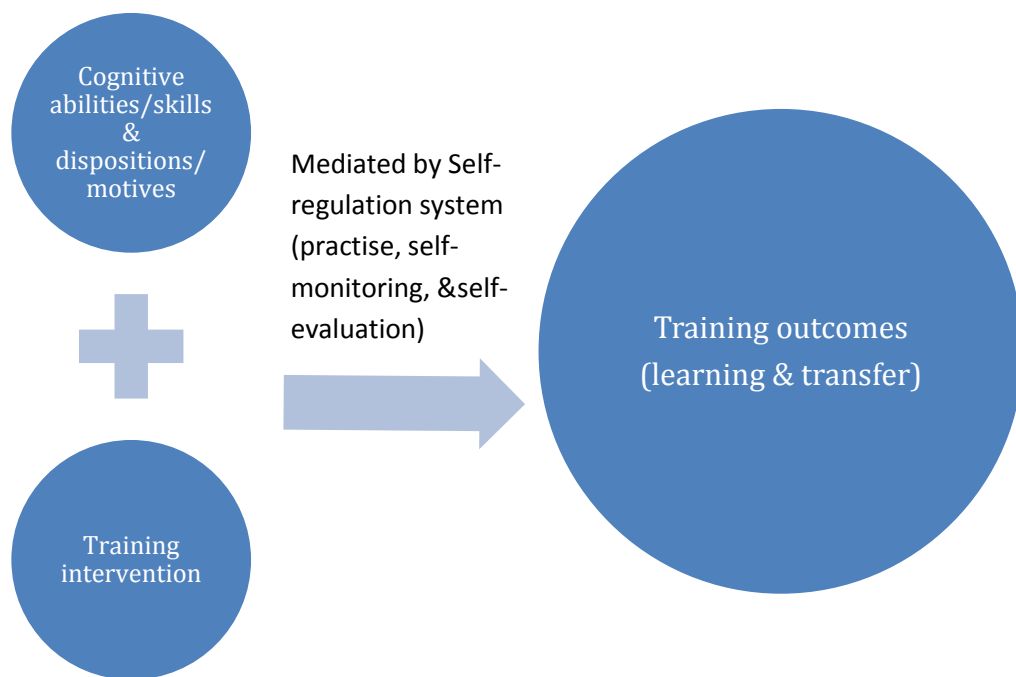 Cognitive
abilities/skills
&
dispositions/
motives
Mediated by Self-
regulation system
(practise, self-
monitoring, &self-
evaluation)
Training outcomes
(learning & transfer)
Training
intervention